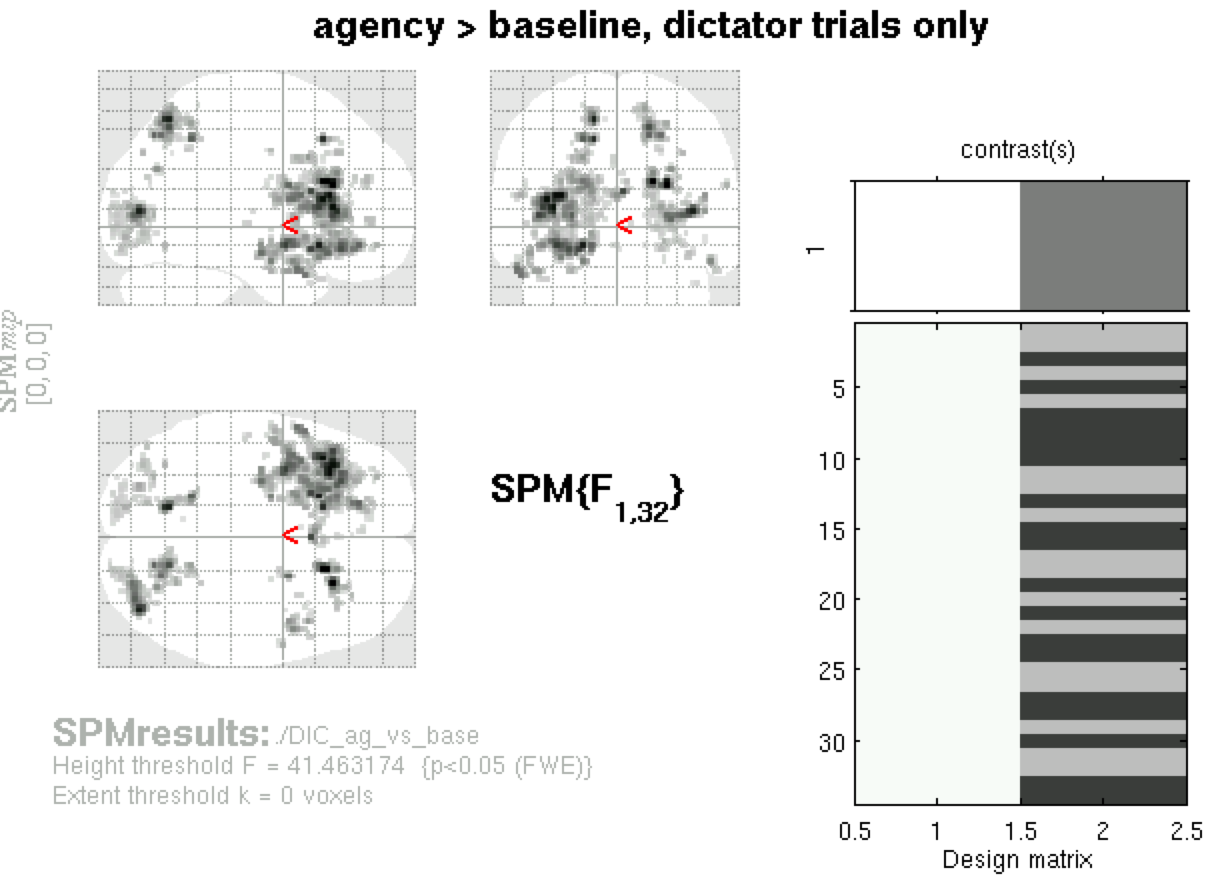 agency > baseline, dictator trials only
SPMmip
[0, 0, 0]
<
<
<
SPM{F1,32}
SPMresults: ./DIC_ag_vs_base
Height threshold F = 41.463174 {p<0.05 (FWE)}
Extent threshold k = 0 voxels
contrast(s)
1
5
10
15
20
25
30
0.5 1 1.5 2 2.5
Design matrix